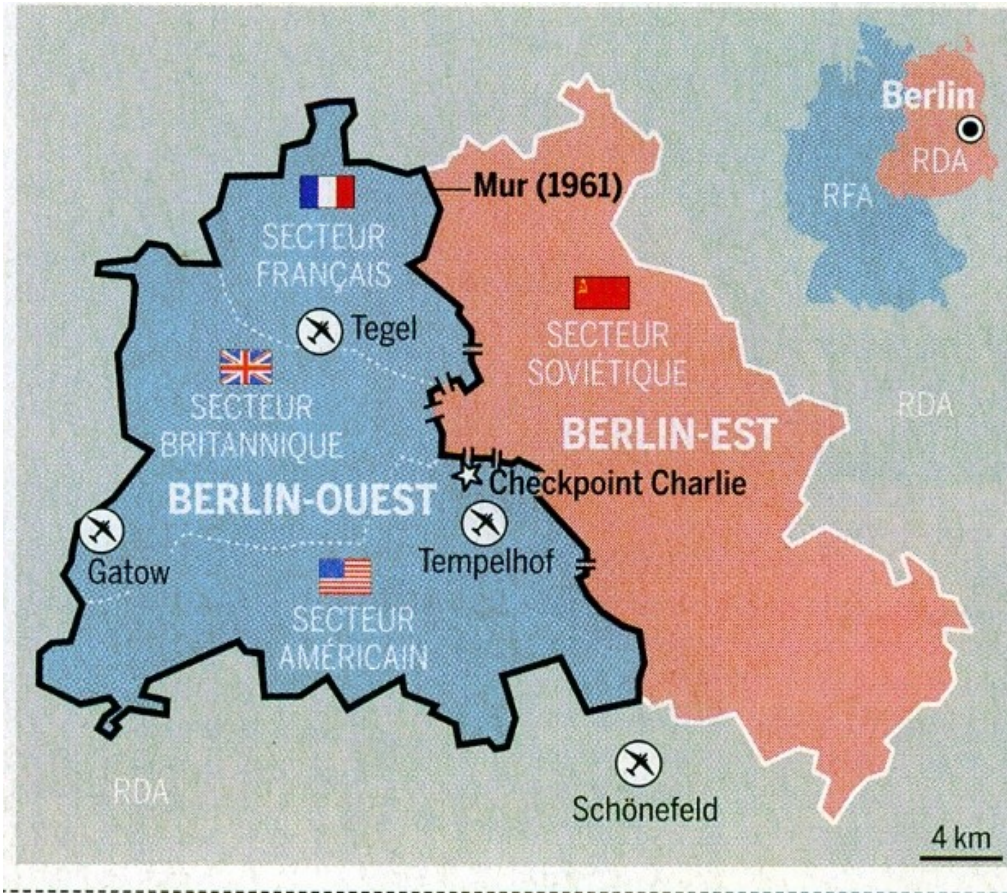 Berlin
RDA
RFA
Mur (1961)
SECTEUR
FRANÇAIS
Tegel
SECTEUR
SOVIÉTIQUE
SECTEUR
BRITANNIQUE
RDA
BERLIN-EST
BERLIN-OUEST
Checkpoint Charlie
Gatow
Tempelhof
SECTEUR
AMÉRICAIN
RDA
Schönefeld
4 km